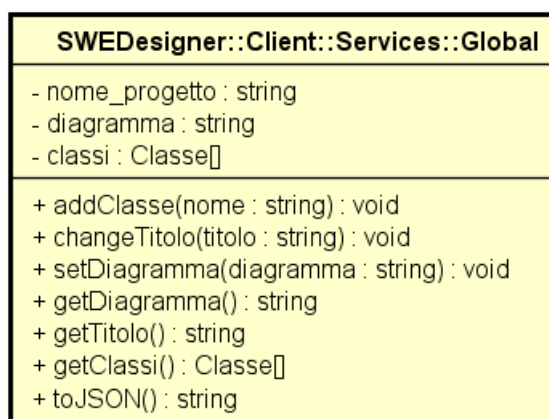 SWEDesigner::Client::Services::Global
- nome_progetto : string
- diagramma : string
- classi : Classe[]
+ addClasse(nome : string) : void
+ changeTitolo(titolo : string) : void
+ setDiagramma(diagramma : string) : void
+ getDiagramma() : string
+ getTitolo() : string
+ getClassi() : Classe[]
+ toJSON() : string